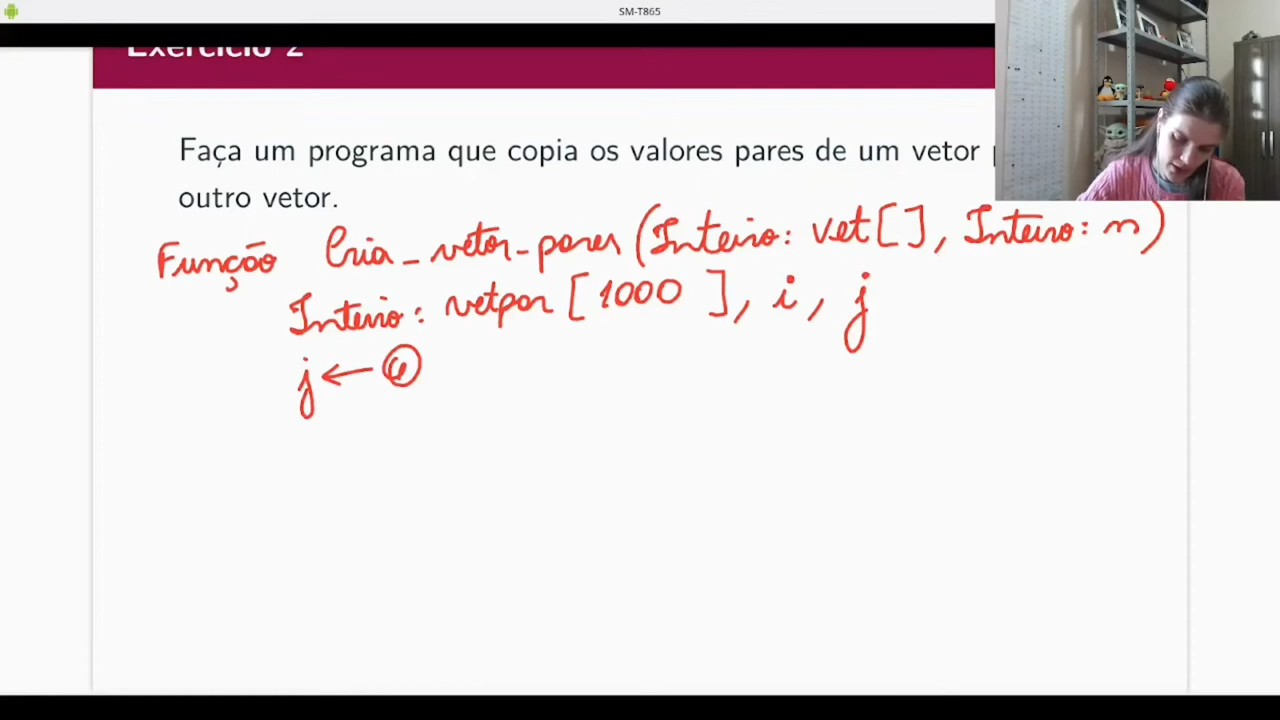 SM-T865
Exercício 2
Faça um programa que copia os valores pares de um vetor
outro vetor.
Função Cria_vetor_pares (Inteiro: vet[], Inteiro: n)
Inteiro: vetpar [1000], i, j
j ←